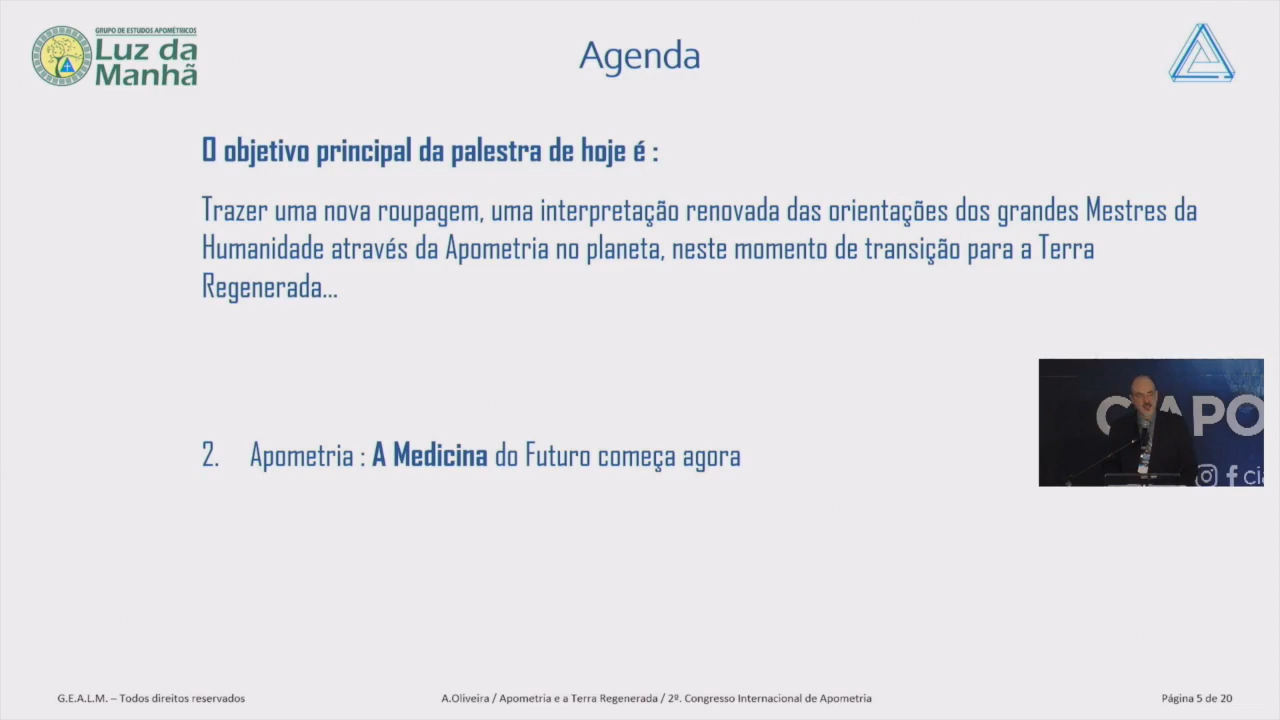 GRUPO DE ESTUDOS APOMÉTRICOS
Luz da
Manhã
Agenda
O objetivo principal da palestra de hoje é :
Trazer uma nova roupagem, uma interpretação renovada das orientações dos grandes Mestres da
Humanidade através da Apometria no planeta, neste momento de transição para a Terra
Regenerada...
2. Apometria : A Medicina do Futuro começa agora
G.E.A.L.M. – Todos direitos reservados
A.Oliveira / Apometria e a Terra Regenerada / 2º. Congresso Internacional de Apometria
Página 5 de 20